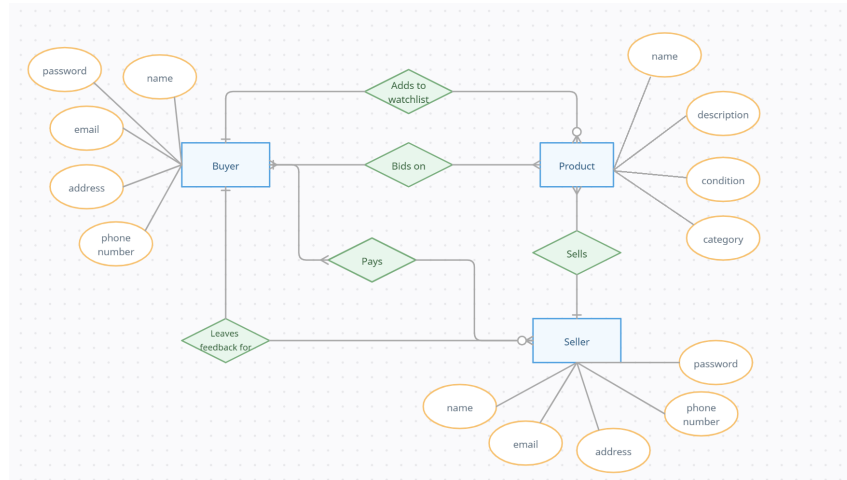 name
password
name
Adds to
watchlist
description
email
Buyer
Bids on
Product
condition
address
phone
number
category
Sells
Pays
Leaves
feedback for
Seller
password
name
phone
number
email
address